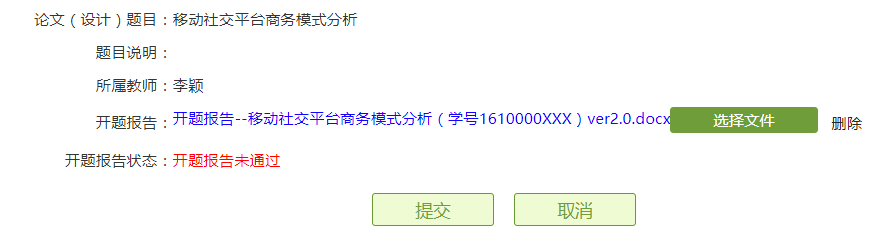 论文（设计）题目：移动社交平台商务模式分析
题目说明：
所属教师：李颖
开题报告：开题报告--移动社交平台商务模式分析（学号1610000XXX）ver2.0.docx 选择文件 删除
开题报告状态：开题报告未通过
提交 取消